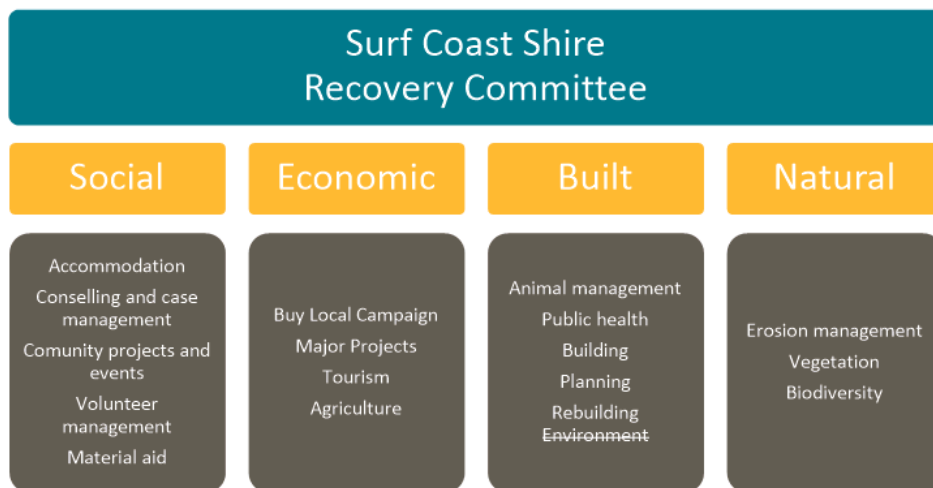 Surf Coast Shire
Recovery Committee
Social
Economic
Built
Natural
Accommodation
Conselling and case
management
Comunity projects and
events
Volunteer
management
Material aid
Buy Local Campaign
Major Projects
Tourism
Agriculture
Animal management
Public health
Building
Planning
Rebuilding
Environment
Erosion management
Vegetation
Biodiversity